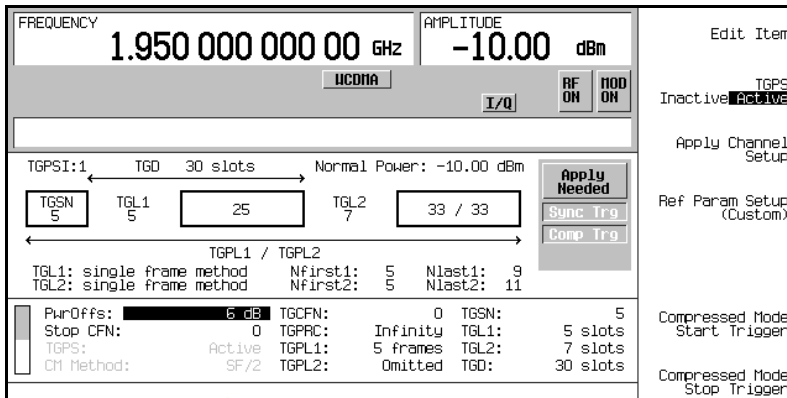 FREQUENCY
1.950 000 000 00 GHz
AMPLITUDE
-10.00 dBm
WCDMA
I/Q
RF ON
MOD ON
TGPSI:1
TGD 30 slots
Normal Power: -10.00 dBm
TGSN 5
TGL1 5
25
TGL2 7
33 / 33
TGPL1 / TGPL2
TGL1: single frame method Nfirst1: 5 Nlast1: 9
TGL2: single frame method Nfirst2: 5 Nlast2: 11
Apply Needed
Sync Trg
Comp Trg
PwrOffs: 6 dB TGCFN: 0 TGSN: 5
Stop CFN: 0 TGPRC: Infinity TGL1: 5 slots
TGPS: Active TGPL1: 5 frames TGL2: 7 slots
CM Method: SF/2 TGPL2: Omitted TGD: 30 slots
Edit Item
TGPS
Inactive Active
Apply Channel
Setup
Ref Param Setup
(Custom)
Compressed Mode
Start Trigger
Compressed Mode
Stop Trigger